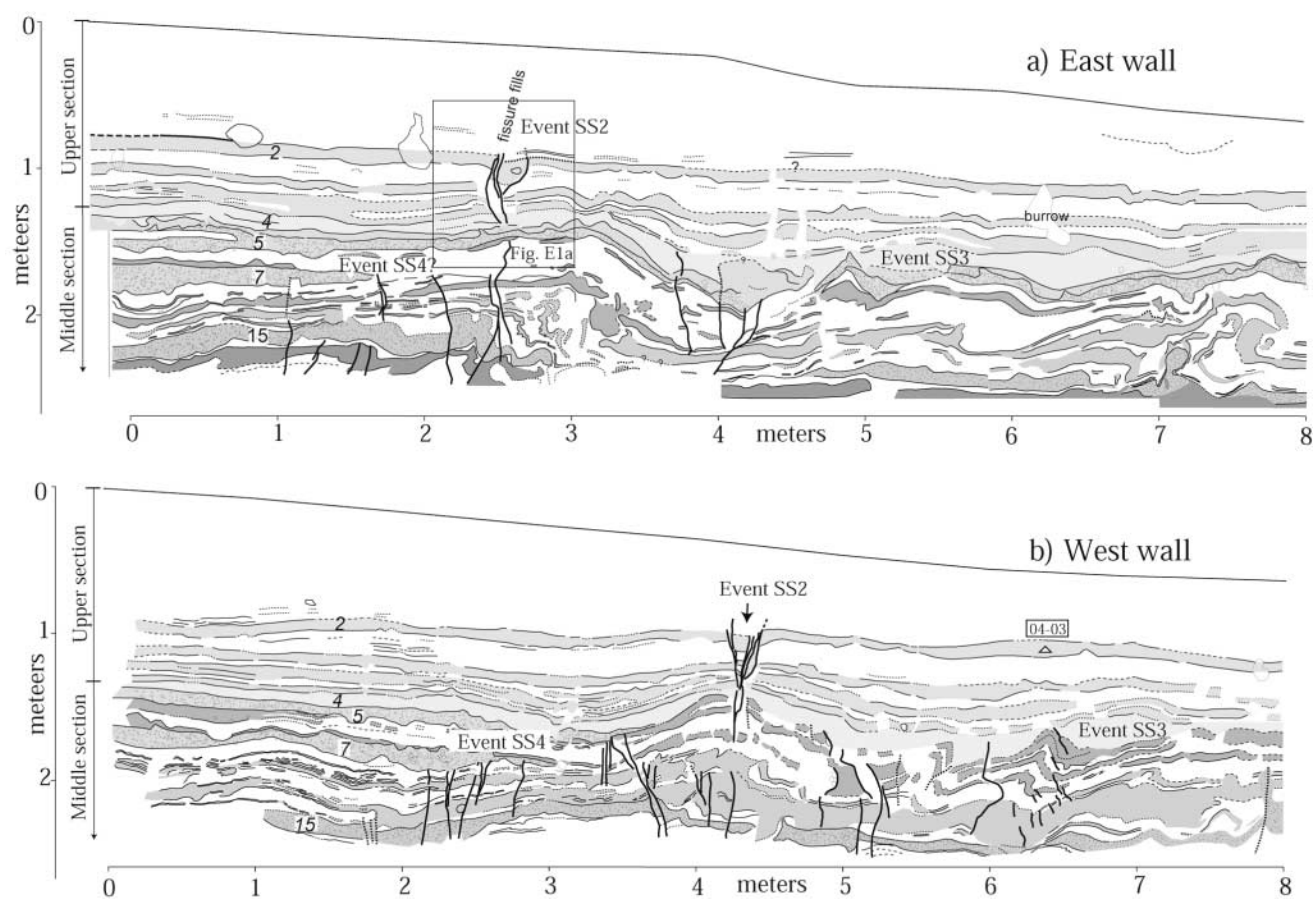 0
a) East wall
Upper section
fissure fills
Event SS2
2
1
?
burrow
4
5
Fig. E1a
Event SS3
Event SS4?
7
meters
Middle section
2
15
0 1 2 3 4 meters 5 6 7 8
0
b) West wall
Upper section
Event SS2
1
2
04-03
4
5
meters
Event SS4
Event SS3
7
Middle section
2
15
0 1 2 3 4 meters 5 6 7 8